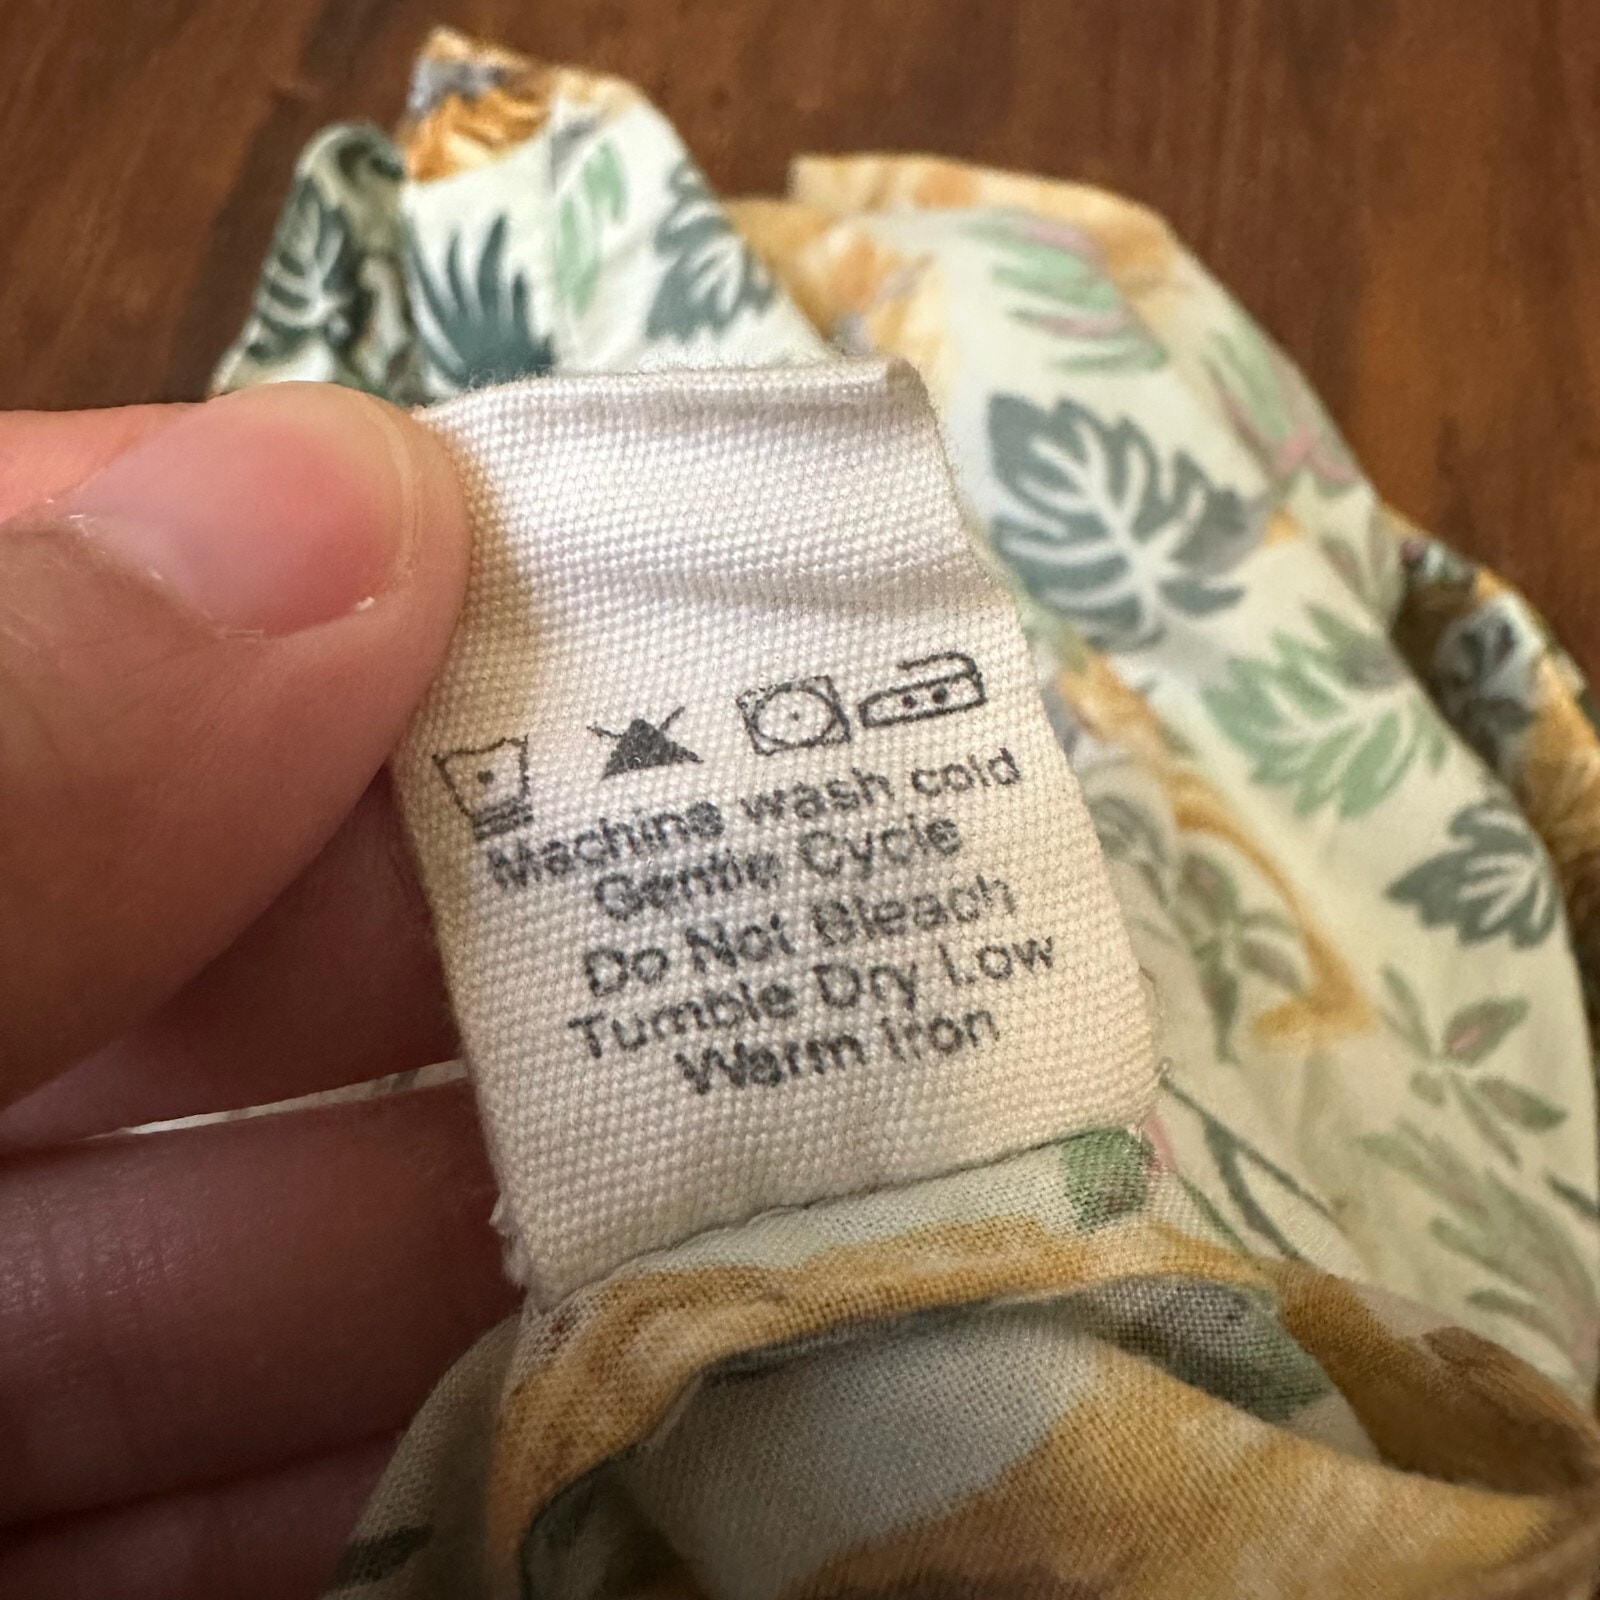 Machine wash cold
Gentle Cycle
Do Not Bleach
Tumble Dry Low
Warm Iron